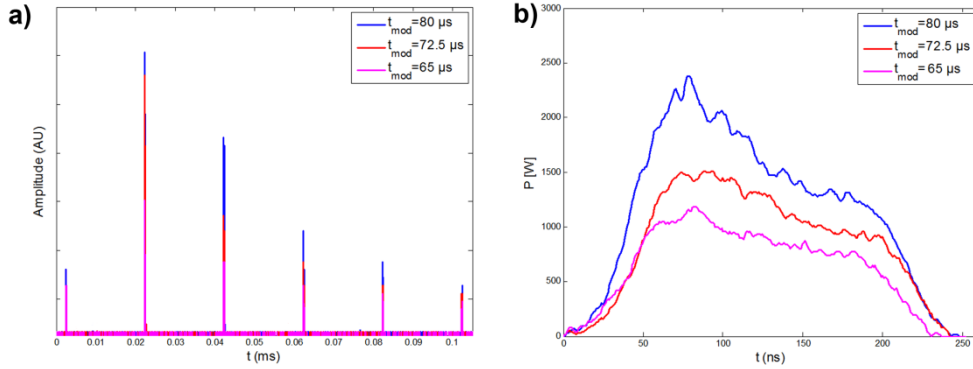 a)
t_mod=80 µs
t_mod=72.5 µs
t_mod=65 µs
Amplitude (AU)
0 0.01 0.02 0.03 0.04 0.05 0.06 0.07 0.08 0.09 0.1
t (ms)
b)
t_mod=80 µs
t_mod=72.5 µs
t_mod=65 µs
3000
2500
2000
1500
1000
500
0
P [W]
0 50 100 150 200 250
t (ns)